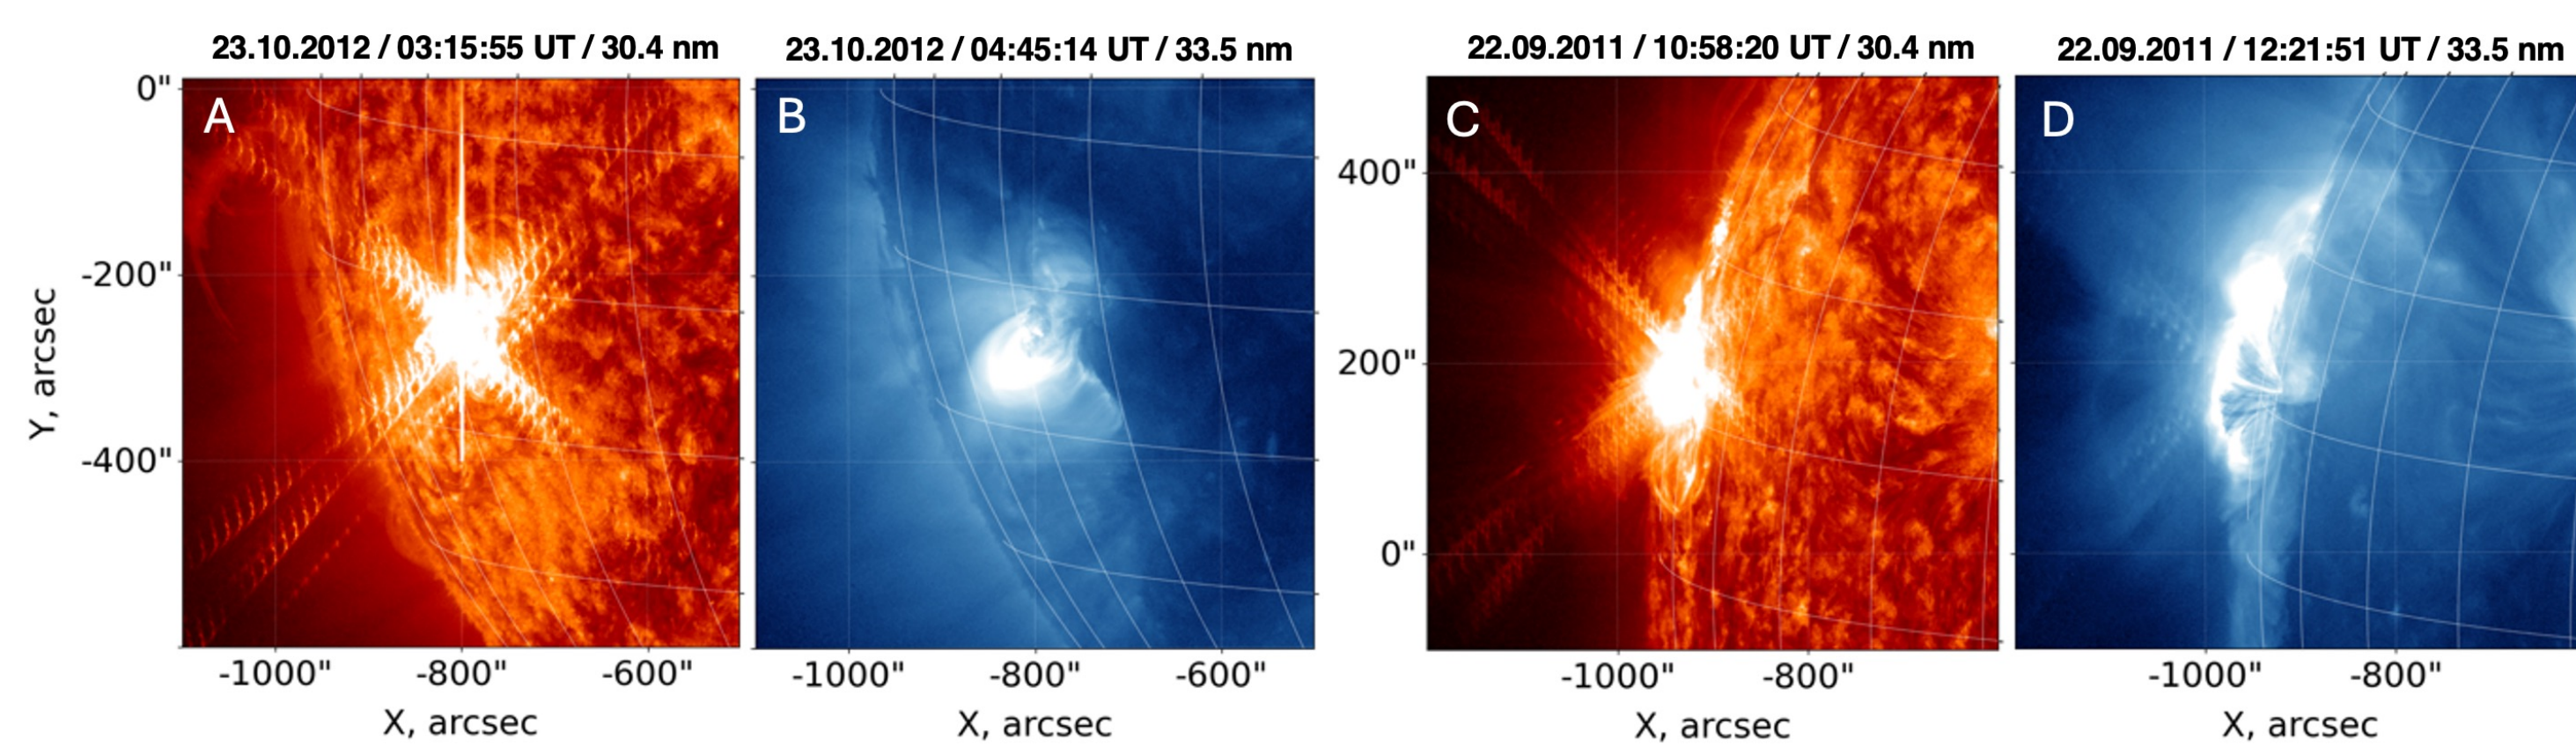 23.10.2012 / 03:15:55 UT / 30.4 nm
23.10.2012 / 04:45:14 UT / 33.5 nm
22.09.2011 / 10:58:20 UT / 30.4 nm
22.09.2011 / 12:21:51 UT / 33.5 nm
A
B
C
D
0"
-200"
-400"
Y, arcsec
400"
200"
0"
-1000" -800" -600"
-1000" -800" -600"
-1000" -800"
-1000" -800"
X, arcsec
X, arcsec
X, arcsec
X, arcsec